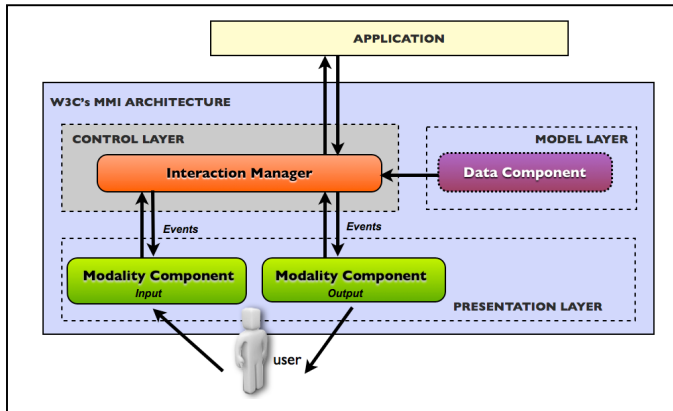 APPLICATION
W3C's MMI ARCHITECTURE
CONTROL LAYER
MODEL LAYER
Interaction Manager
Data Component
Events
Events
Modality Component
Input
Modality Component
Output
PRESENTATION LAYER
user